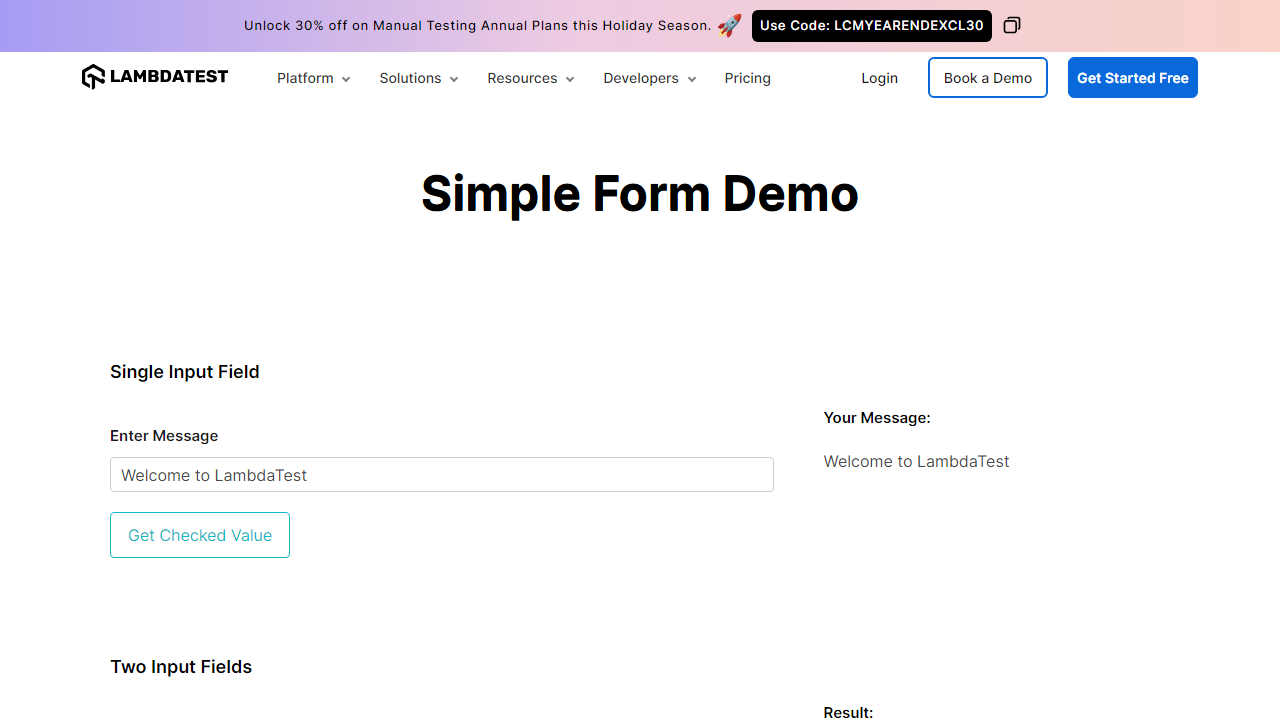 Unlock 30% off on Manual Testing Annual Plans this Holiday Season. 🚀 Use Code: LCMYEARENDEXCL30
LAMBDATEST Platform Solutions Resources Developers Pricing Login Book a Demo Get Started Free
Simple Form Demo
Single Input Field
Your Message:
Enter Message
Welcome to LambdaTest
Welcome to LambdaTest
Get Checked Value
Two Input Fields
Result: